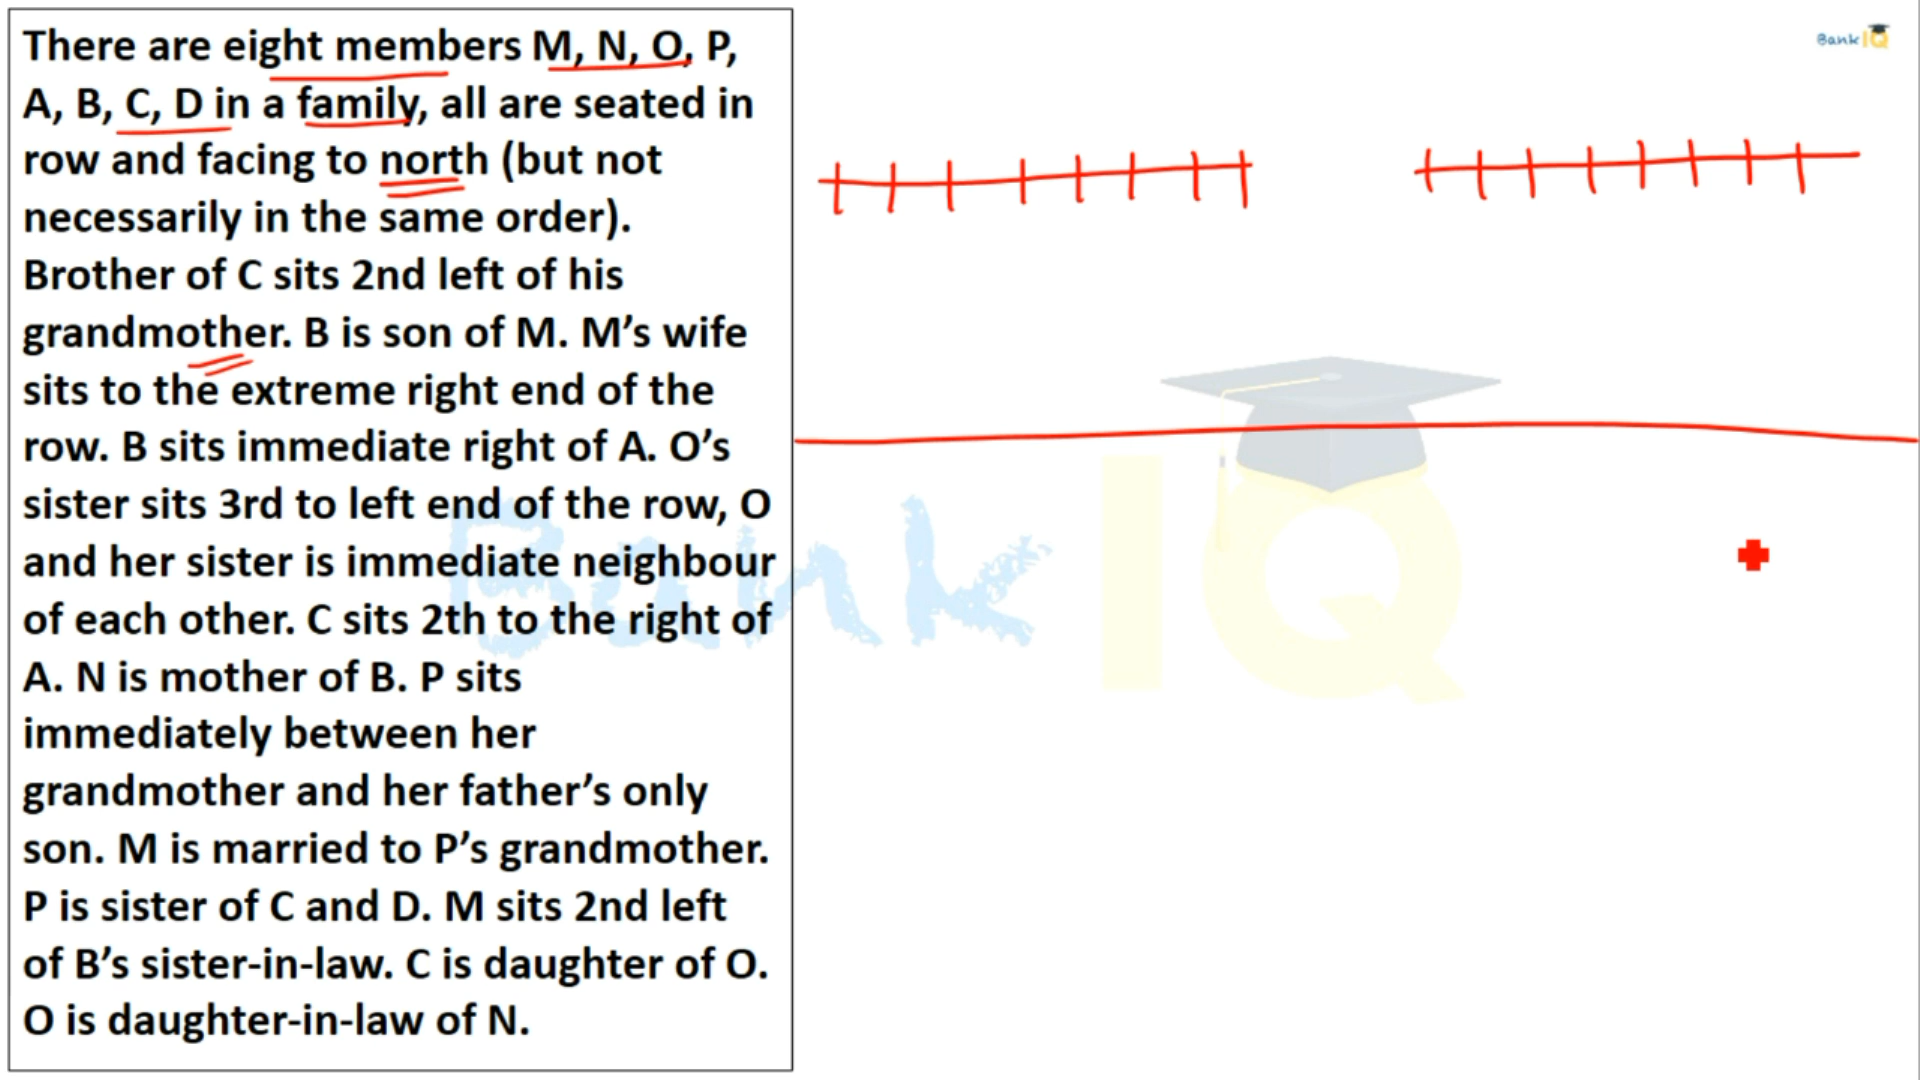 There are eight members M, N, O, P,
A, B, C, D in a family, all are seated in
row and facing to north (but not
necessarily in the same order).
Brother of C sits 2nd left of his
grandmother. B is son of M. M’s wife
sits to the extreme right end of the
row. B sits immediate right of A. O’s
sister sits 3rd to left end of the row, O
and her sister is immediate neighbour
of each other. C sits 2th to the right of
A. N is mother of B. P sits
immediately between her
grandmother and her father’s only
son. M is married to P’s grandmother.
P is sister of C and D. M sits 2nd left
of B’s sister-in-law. C is daughter of O.
O is daughter-in-law of N.
Bank IQ
Bank IQ